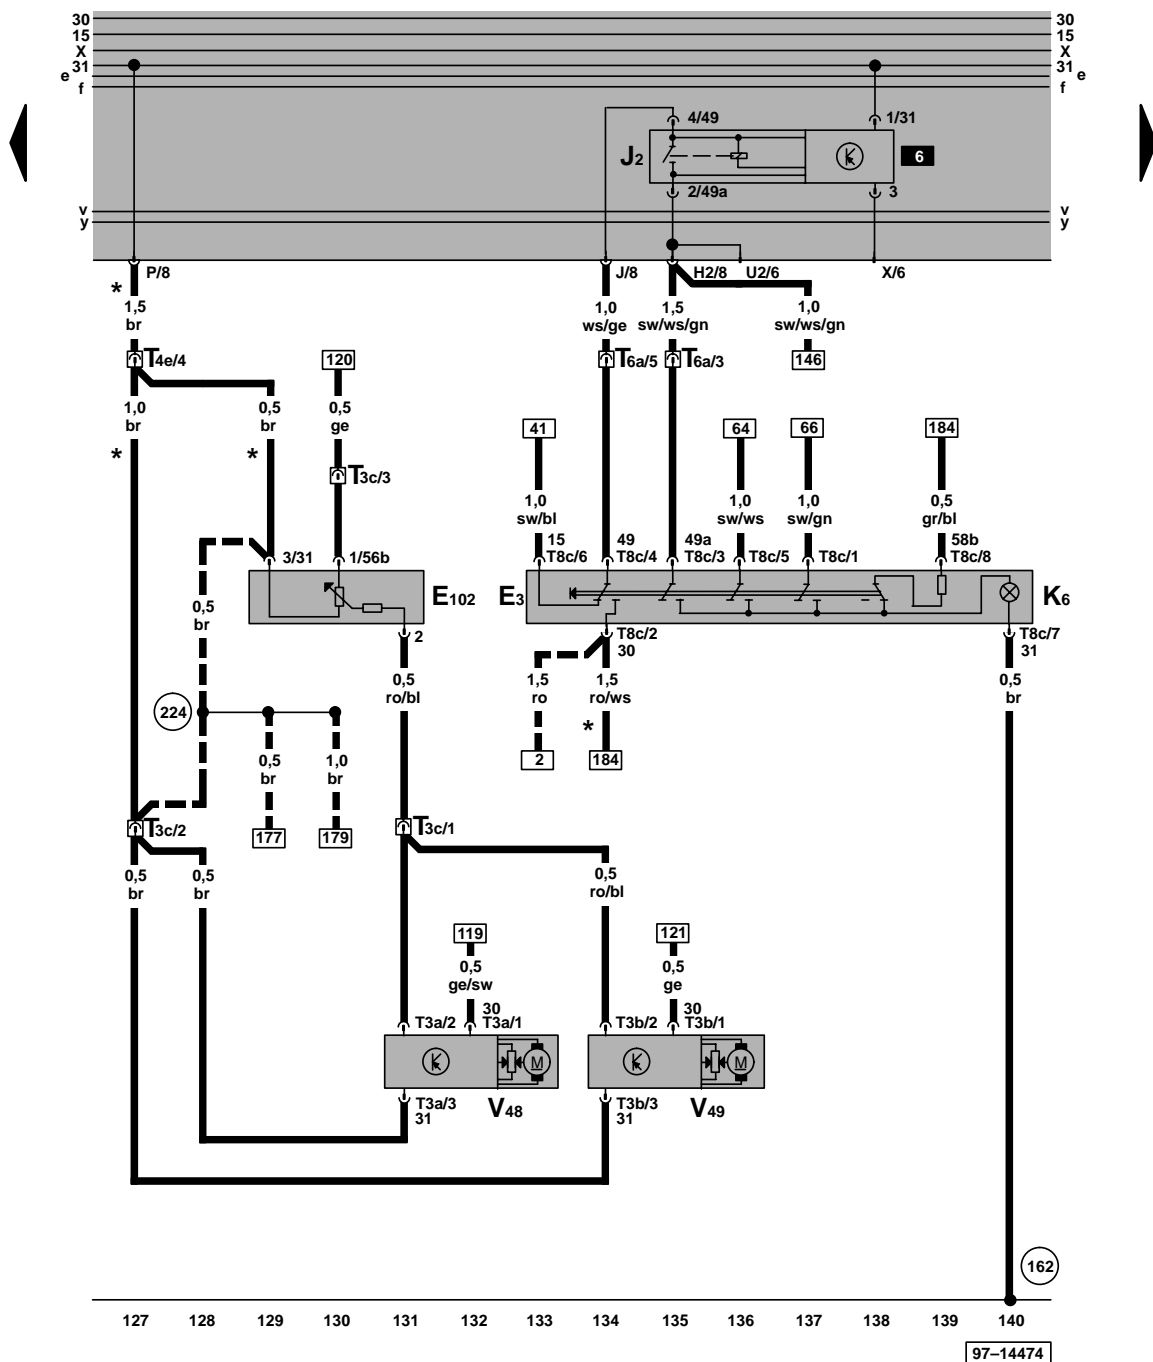 30 30
15 15
X X
31 31
e e
f f
4/49 1/31
J2 6
2/49a 3
v v
y y
P/8 J/8 H2/8 U2/6 X/6
*
1,5 1,0 1,5 1,0
br ws/ge sw/ws/gn sw/ws/gn
T4e/4 120 T6a/5 T6a/3 146
1,0 0,5 0,5
br br ge
41 64 66 184
* *
T3c/3
1,0 1,0 1,0 0,5
sw/bl sw/ws sw/gn gr/bl
15 49 49a 58b
3/31 1/56b T8c/6 T8c/4 T8c/3 T8c/5 T8c/1 T8c/8
E102 E3 K6
0,5
br
2 T8c/2 T8c/7
30 31
0,5 1,5 1,5 0,5
ro/bl ro ro/ws br
224
*
0,5 1,0 2 184
br br
T3c/2 177 179 T3c/1
0,5 0,5 0,5
br br ro/bl
119 121
0,5 0,5
ge/sw ge
30 30
T3a/2 T3a/1 T3b/2 T3b/1
M M
T3a/3 V48 T3b/3 V49
31 31
162
127 128 129 130 131 132 133 134 135 136 137 138 139 140
97–14474